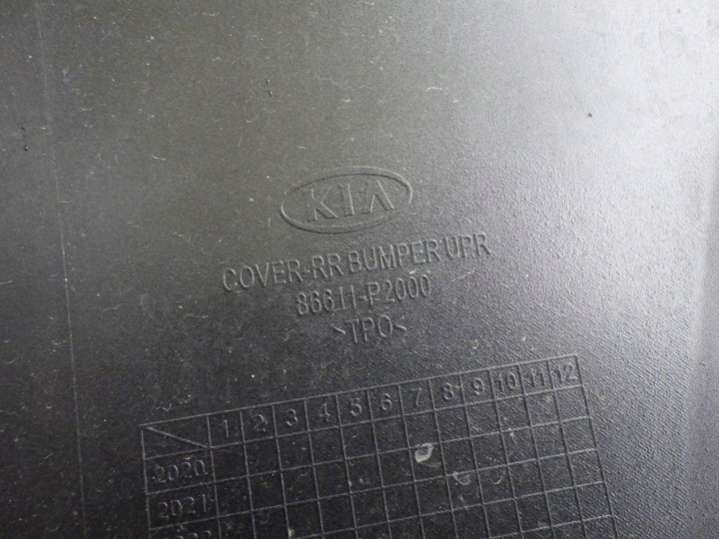 KIA
COVER-RR BUMPER UPR
86611-P2000
>TPO<
1 2 3 4 5 6 7 8 9 10 11 12
2020
2021